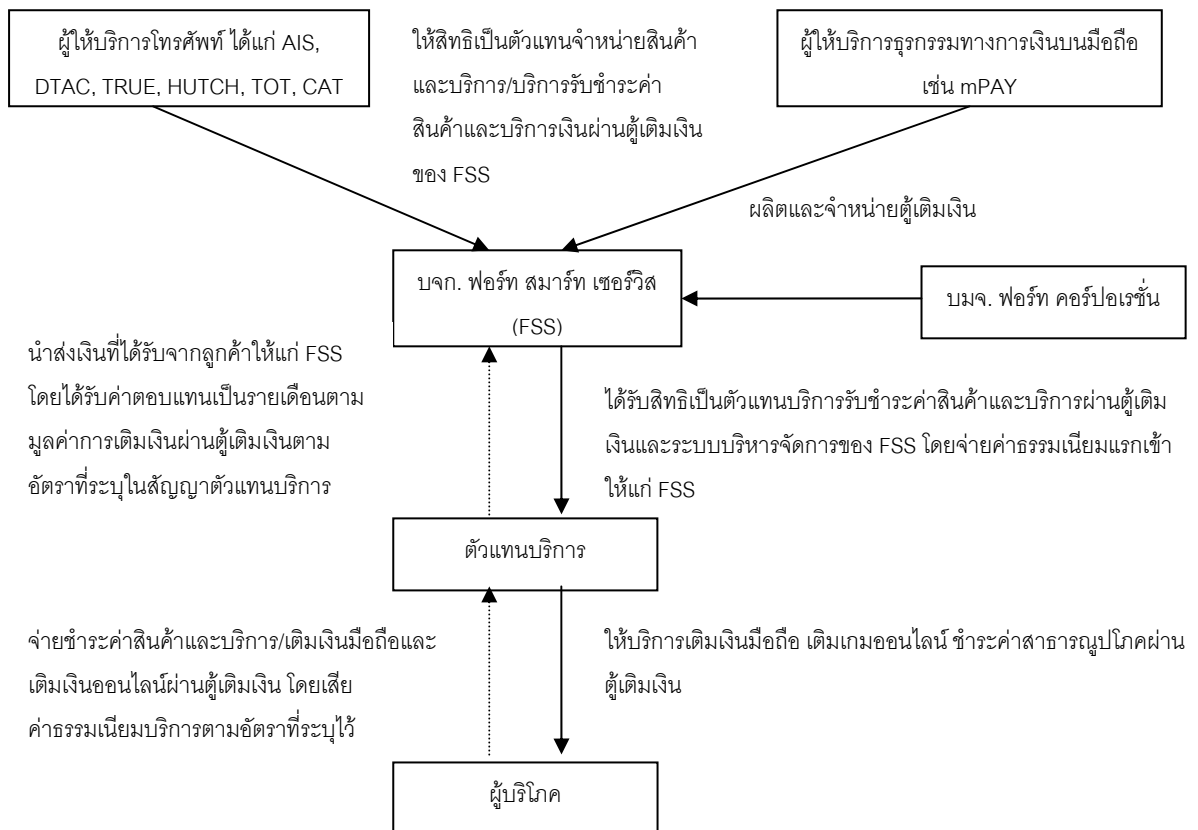 ผู้ให้บริการโทรศัพท์ ได้แก่ AIS,
DTAC, TRUE, HUTCH, TOT, CAT
ให้สิทธิเป็นตัวแทนจำหน่ายสินค้า
และบริการ/บริการรับชำระค่า
สินค้าและบริการเงินผ่านตู้เติมเงิน
ของ FSS
ผู้ให้บริการธุรกรรมทางการเงินบนมือถือ
เช่น mPAY
ผลิตและจำหน่ายตู้เติมเงิน
บจก. ฟอร์ท สมาร์ท เซอร์วิส
(FSS)
บมจ. ฟอร์ท คอร์ปอเรชั่น
นำส่งเงินที่ได้รับจากลูกค้าให้แก่ FSS
โดยได้รับค่าตอบแทนเป็นรายเดือนตาม
มูลค่าการเติมเงินผ่านตู้เติมเงินตาม
อัตราที่ระบุในสัญญาตัวแทนบริการ
ได้รับสิทธิเป็นตัวแทนบริการรับชำระค่าสินค้าและบริการผ่านตู้เติม
เงินและระบบบริหารจัดการของ FSS โดยจ่ายค่าธรรมเนียมแรกเข้า
ให้แก่ FSS
ตัวแทนบริการ
จ่ายชำระค่าสินค้าและบริการ/เติมเงินมือถือและ
เติมเงินออนไลน์ผ่านตู้เติมเงิน โดยเสีย
ค่าธรรมเนียมบริการตามอัตราที่ระบุไว้
ให้บริการเติมเงินมือถือ เติมเกมออนไลน์ ชำระค่าสาธารณูปโภคผ่าน
ตู้เติมเงิน
ผู้บริโภค